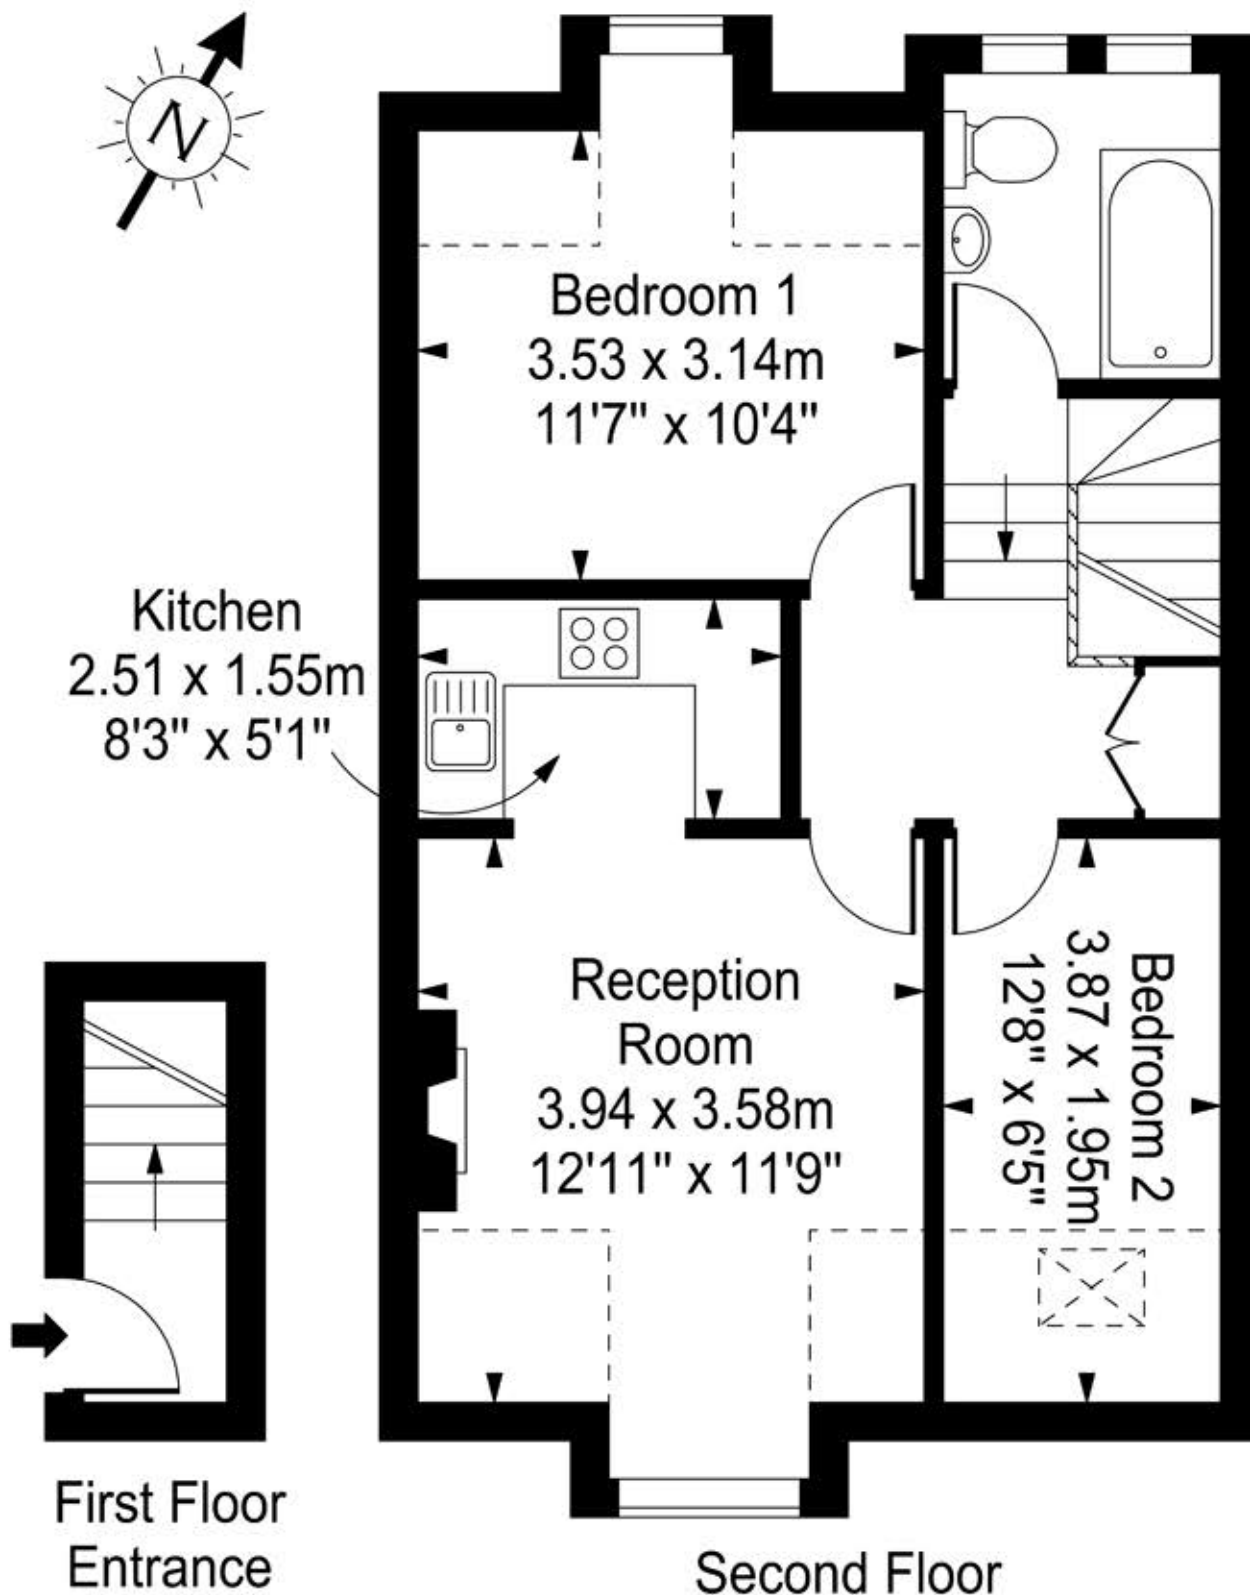 N
Bedroom 1
3.53 x 3.14m
11'7" x 10'4"
Kitchen
2.51 x 1.55m
8'3" x 5'1"
Reception
Room
3.94 x 3.58m
12'11" x 11'9"
Bedroom 2
3.87 x 1.95m
12'8" x 6'5"
First Floor
Entrance
Second Floor